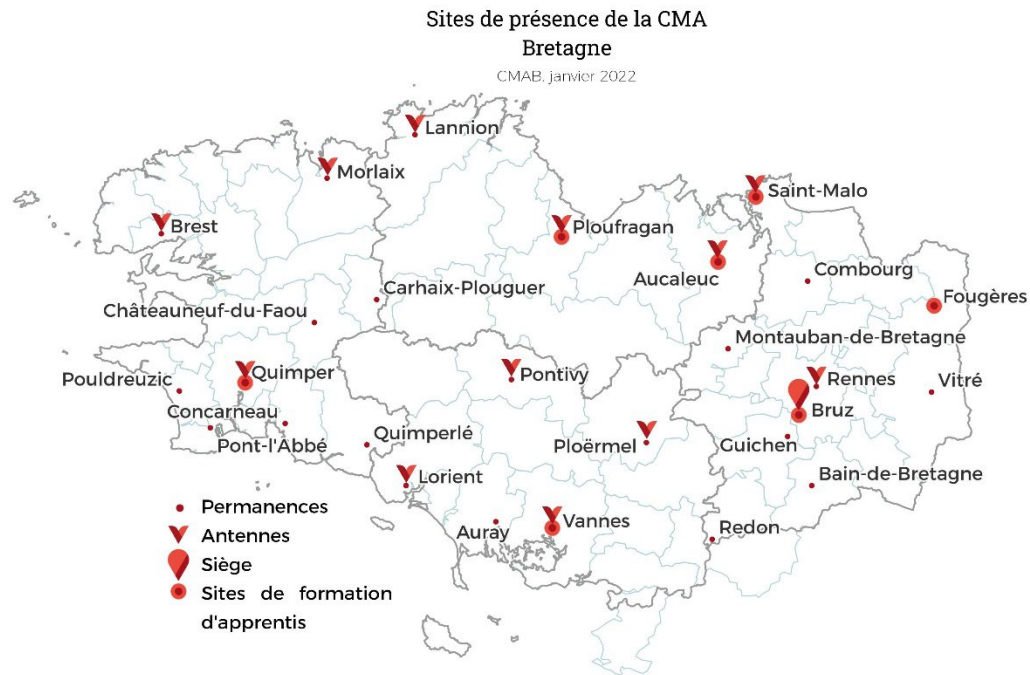 Sites de présence de la CMA
Bretagne
CMAB, janvier 2022
Lannion
Morlaix
Saint-Malo
Brest
Ploufragan
Aucaleuc
Combourg
Carhaix-Plouguer
Fougères
Châteauneuf-du-Faou
Montauban-de-Bretagne
Quimper
Pontivy
Rennes
Pouldreuzic
Vitré
Concarneau
Bruz
Pont-l'Abbé
Quimperlé
Ploërmel
Guichen
Lorient
Bain-de-Bretagne
Auray
Vannes
Redon
Permanences
Antennes
Siège
Sites de formation
d'apprentis